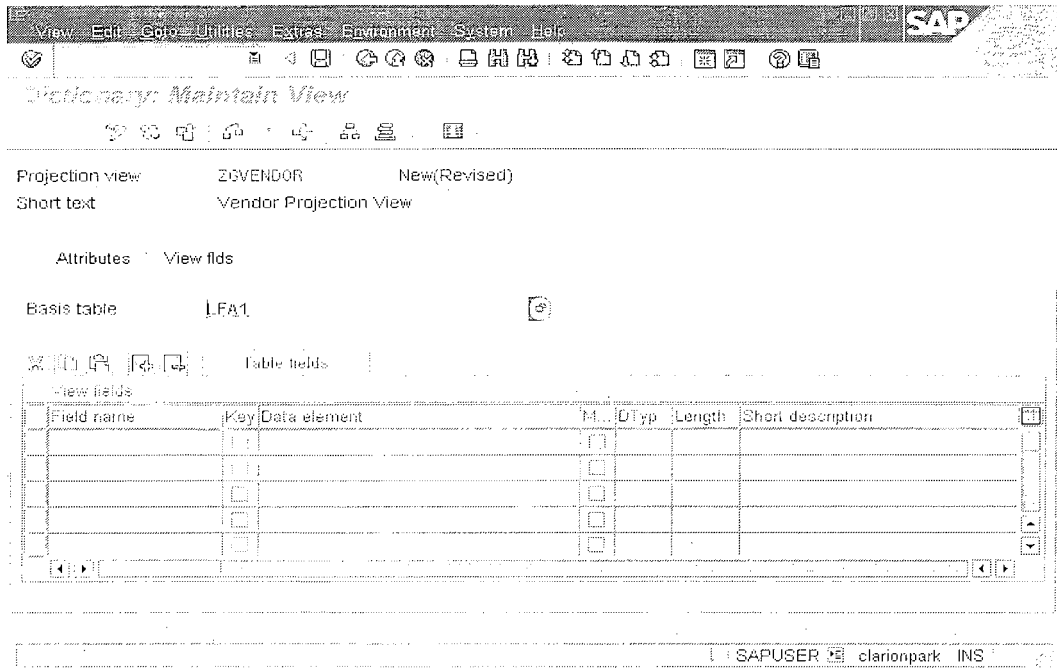 View Edit Goto Utilities Extras Environment System Help
SAP
Dictionary: Maintain View
Projection view ZGVENDOR New(Revised)
Short text Vendor Projection View
Attributes View flds
Basis table LFA1
Table fields
View fields
Field name Key Data element M... DTyp Length Short description
SAPUSER clarionpark INS